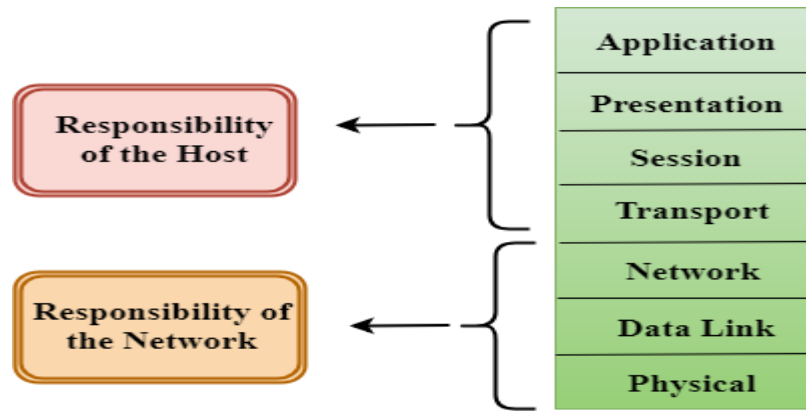 Responsibility
of the Host
Responsibility of
the Network
Application
Presentation
Session
Transport
Network
Data Link
Physical